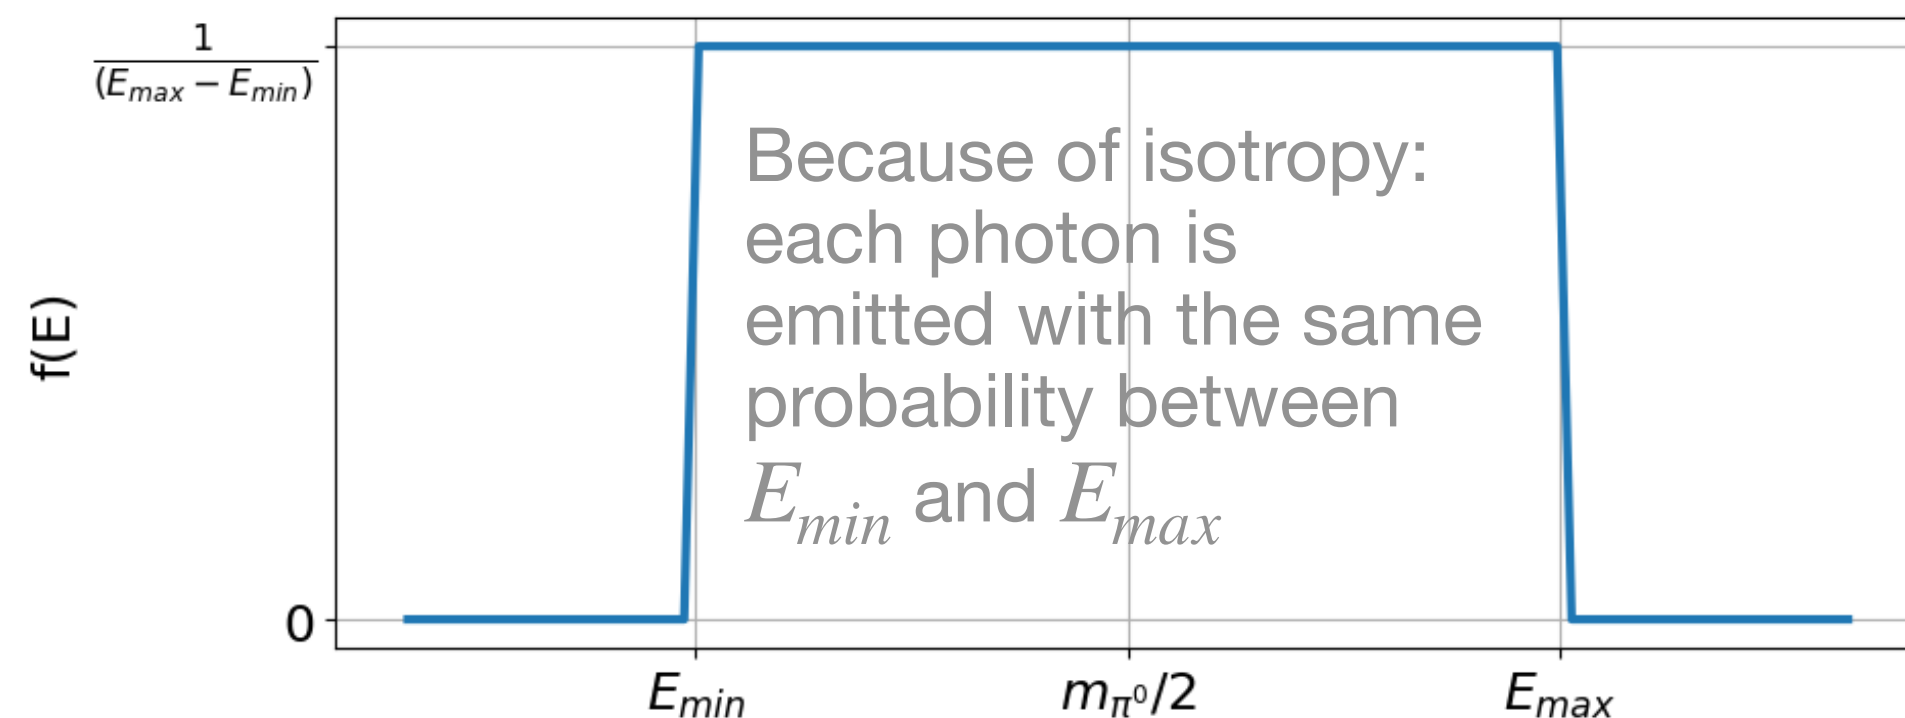 1
(E_max − E_min)
Because of isotropy:
each photon is
emitted with the same
probability between
E_min and E_max
f(E)
0
E_min m_π⁰/2 E_max